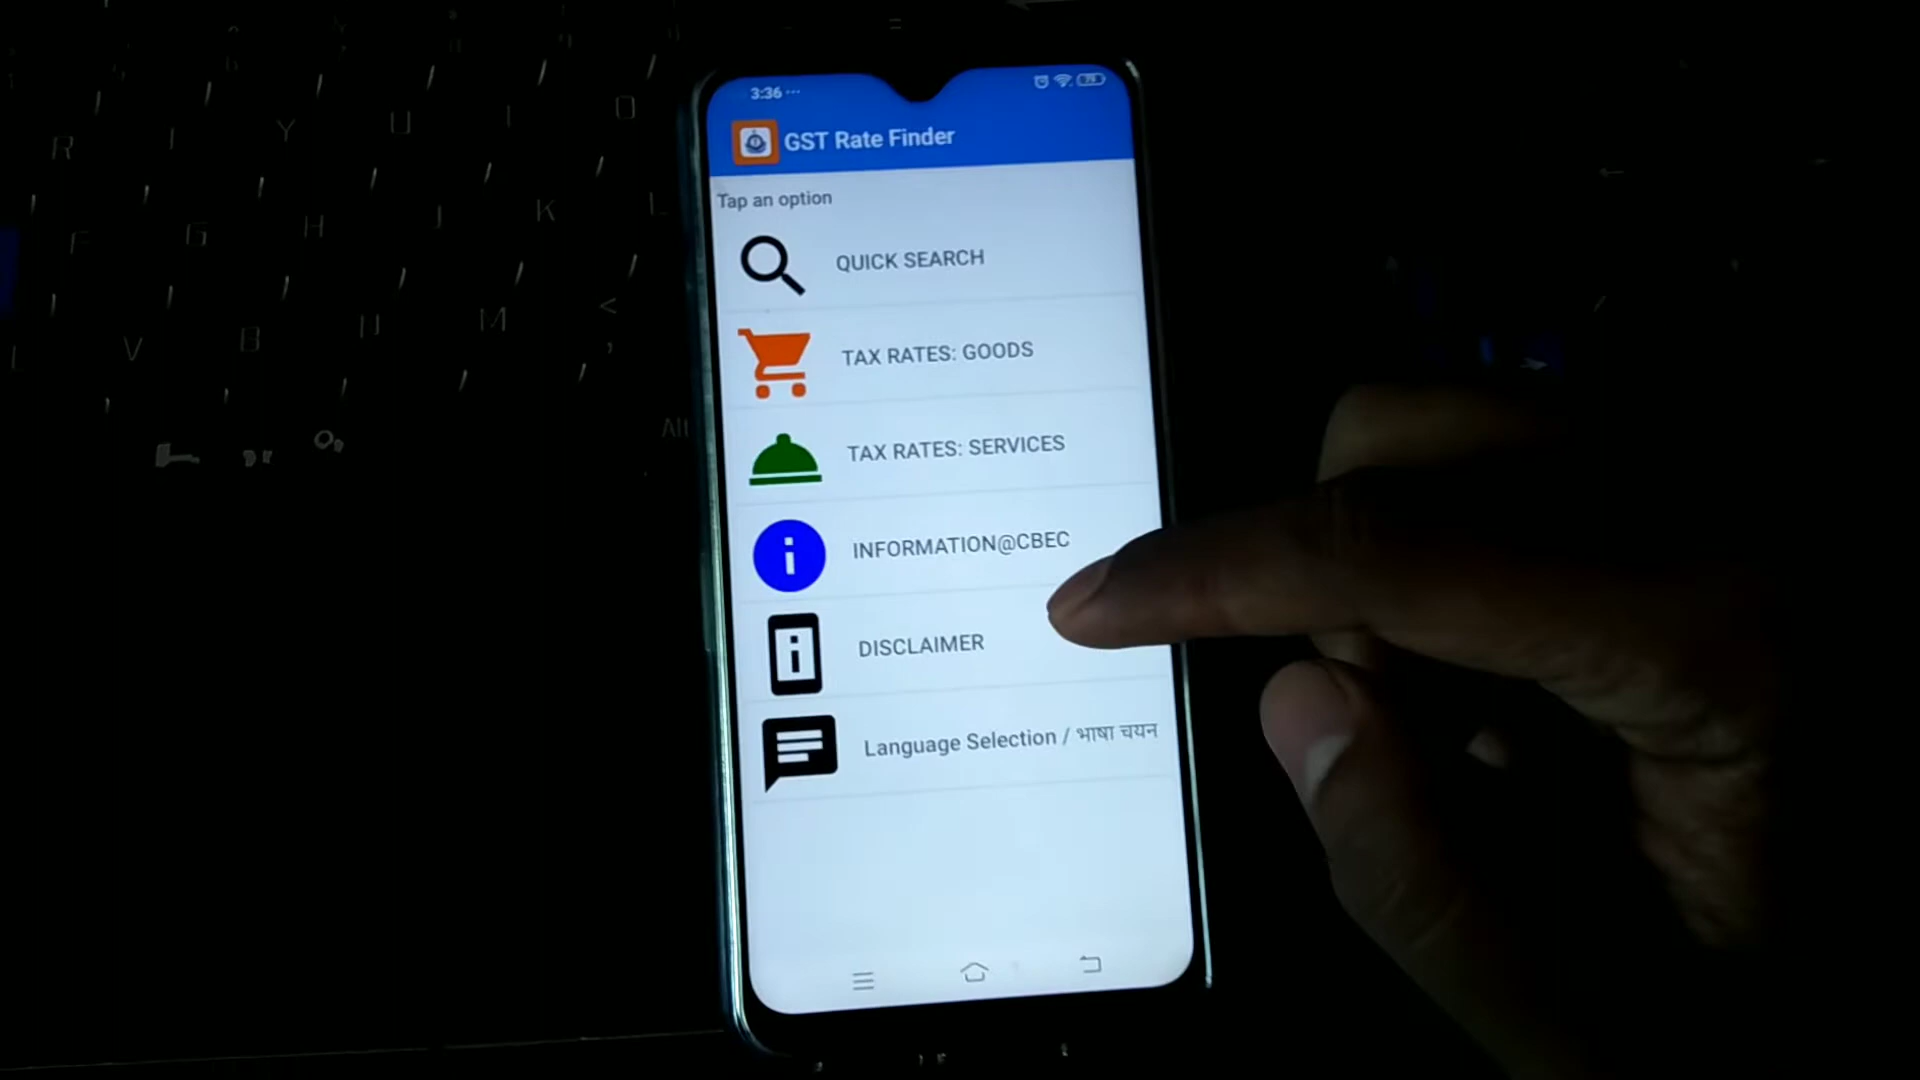 3:36 ...
GST Rate Finder
Tap an option
QUICK SEARCH
TAX RATES: GOODS
TAX RATES: SERVICES
INFORMATION@CBEC
DISCLAIMER
Language Selection / भाषा चयन
Y U I O
F G H J K L
V B N M <
,
Alt